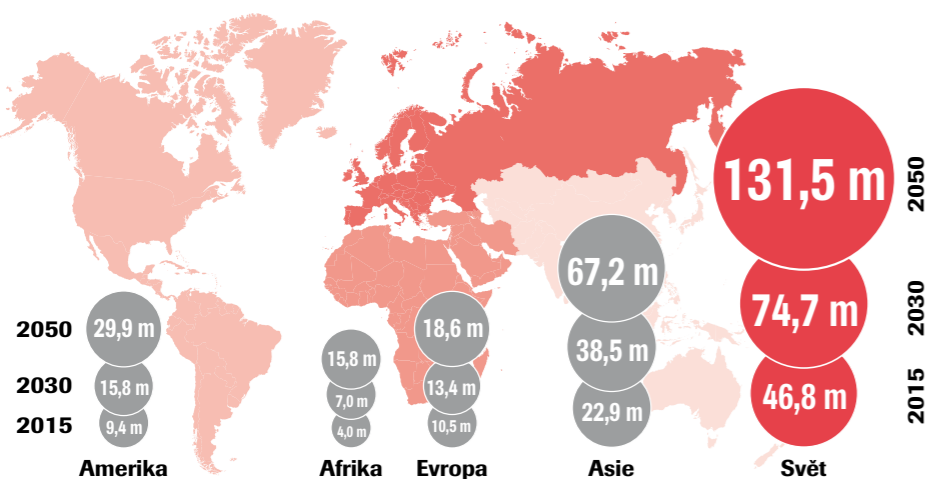 131,5 m
2050
67,2 m
74,7 m
2030
2050
29,9 m
18,6 m
15,8 m
38,5 m
2030
15,8 m
7,0 m
13,4 m
22,9 m
46,8 m
2015
2015
9,4 m
4,0 m
10,5 m
Amerika
Afrika
Evropa
Asie
Svět